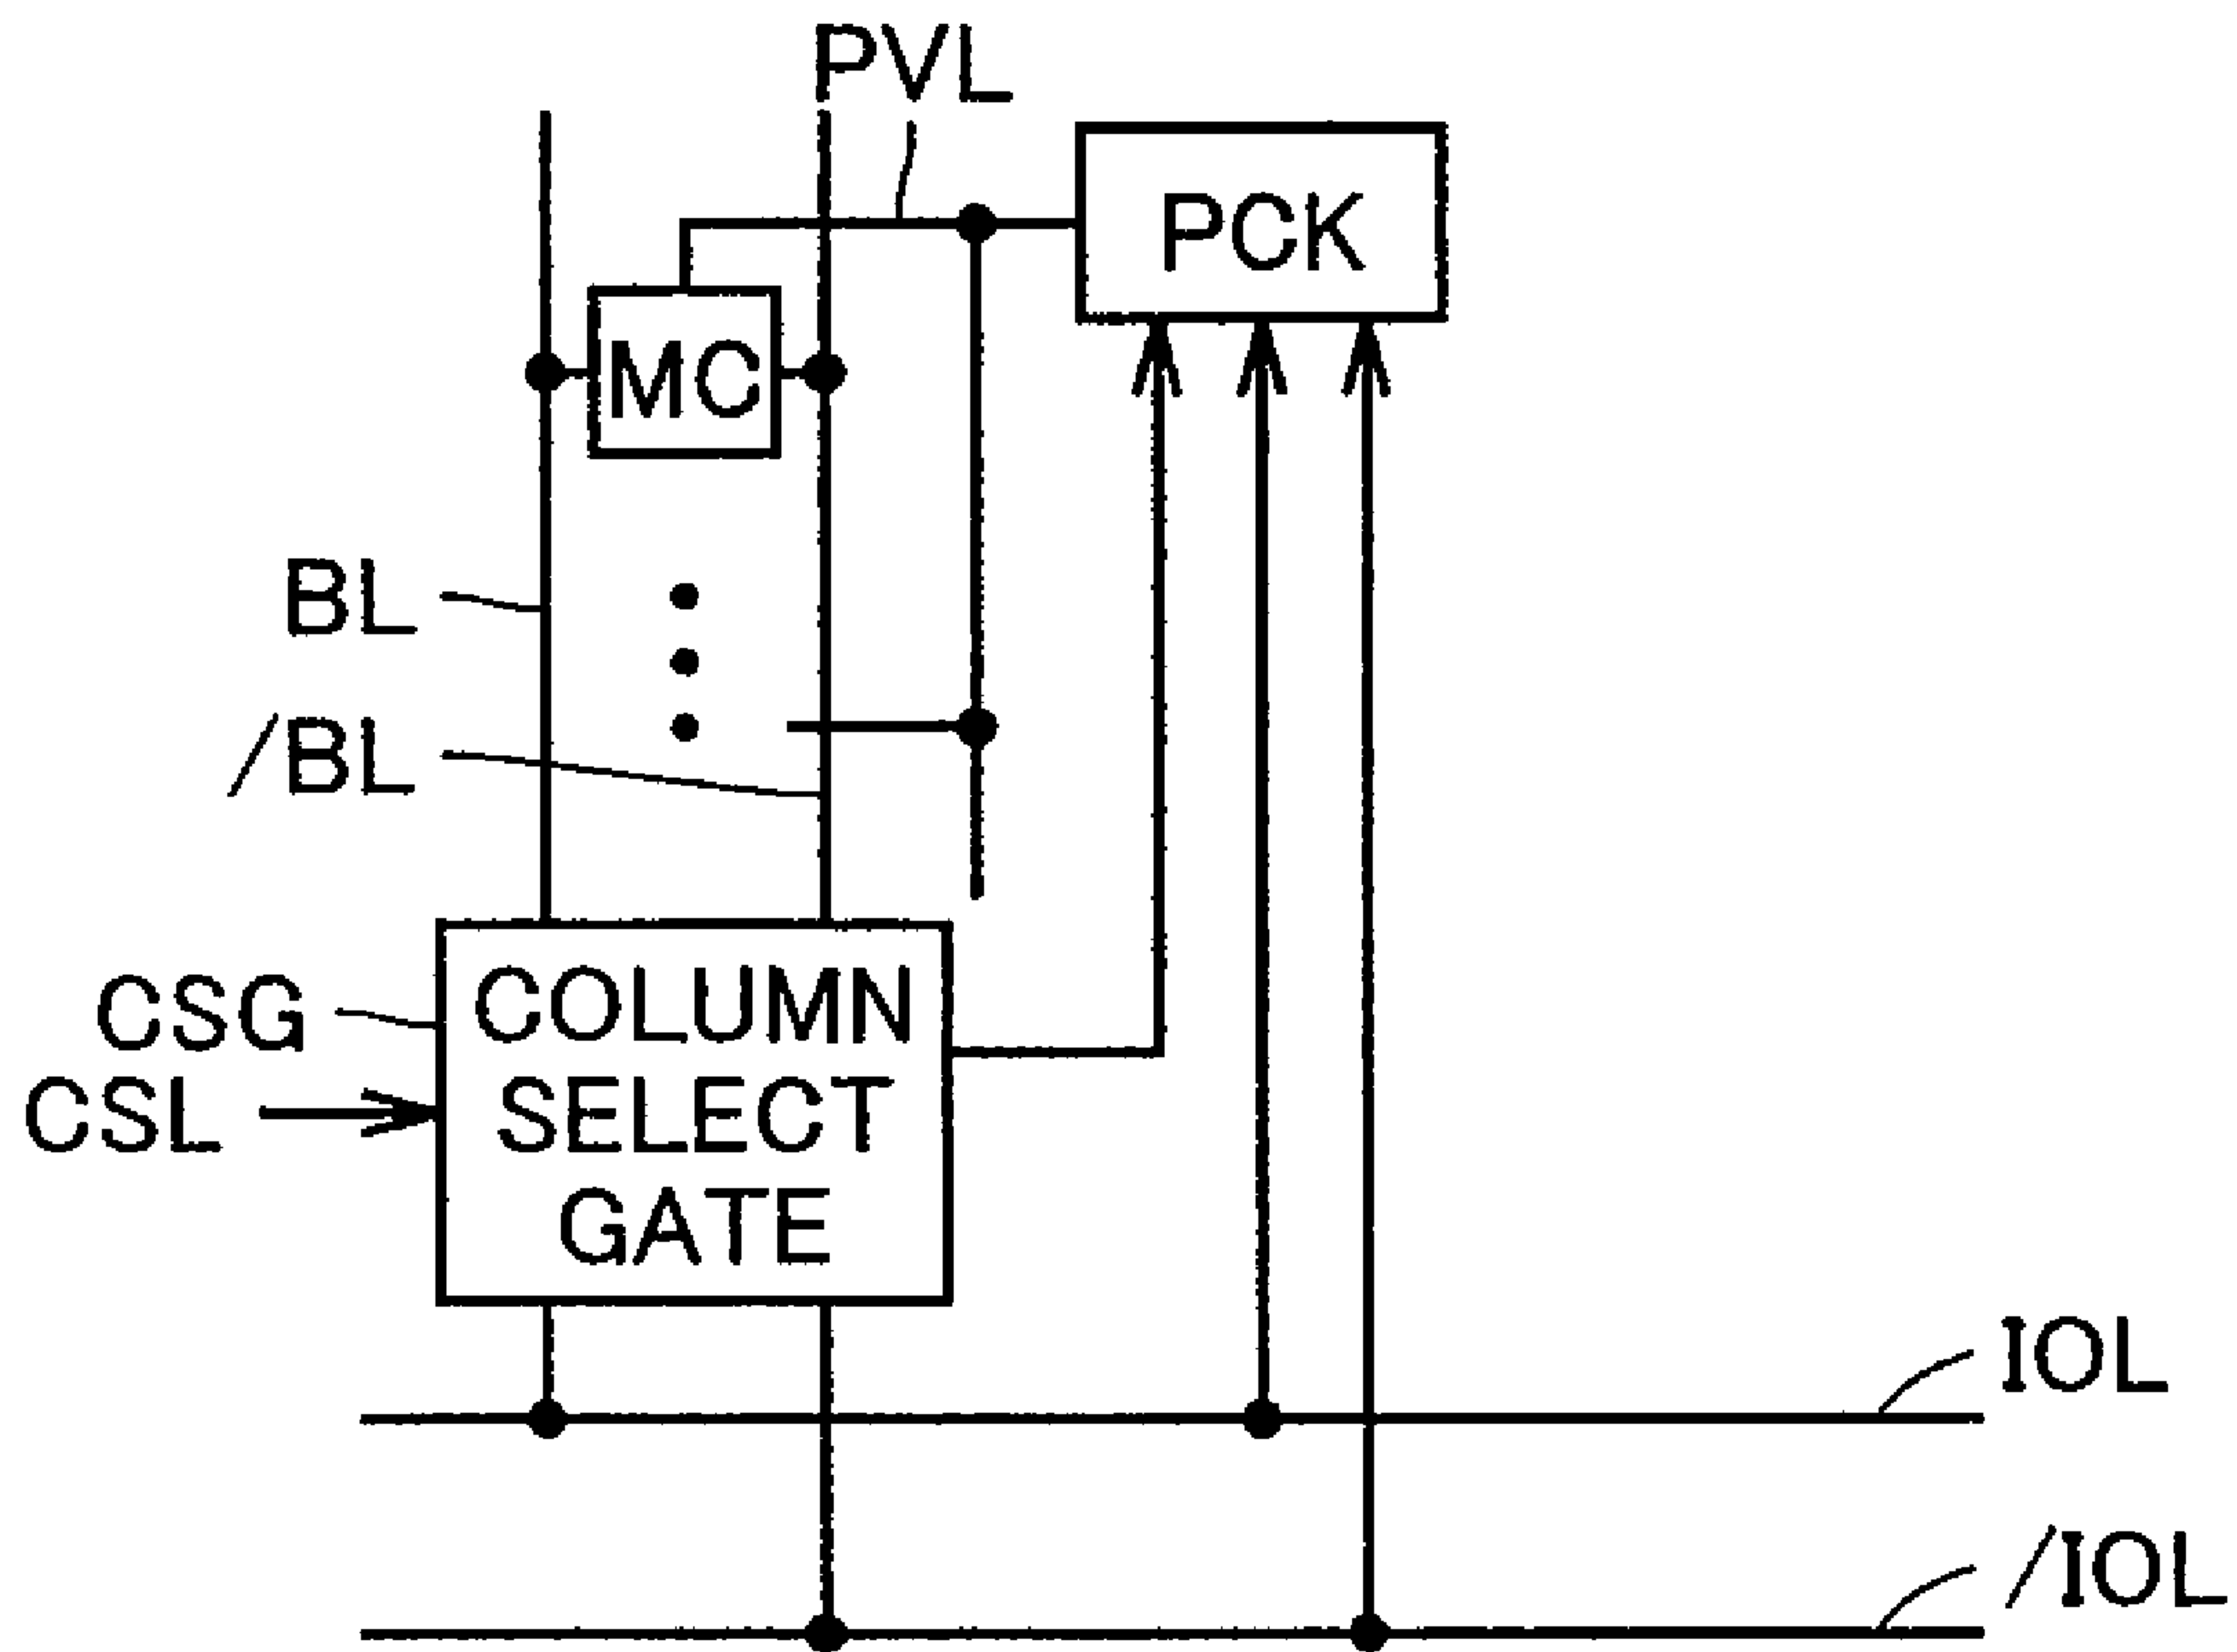 PVL
PCK
MC
BL
/BL
CSG
COLUMN
CSL
SELECT
GATE
IOL
/IOL